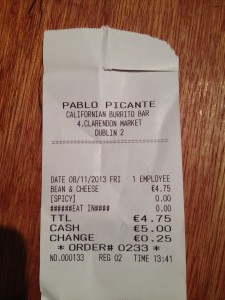 PABLO PICANTE
CALIFORNIAN BURRITO BAR
4.CLARENDON MARKET
DUBLIN 2
DATE 08/11/2013 FRI 1 EMPLOYEE
BEAN & CHEESE €4.75
[SPICY] 0.00
######EAT IN#### 0.00
TTL €4.75
CASH €5.00
CHANGE €0.25
* ORDER# 0233 *
NO.000133 REG 02 TIME 13:41